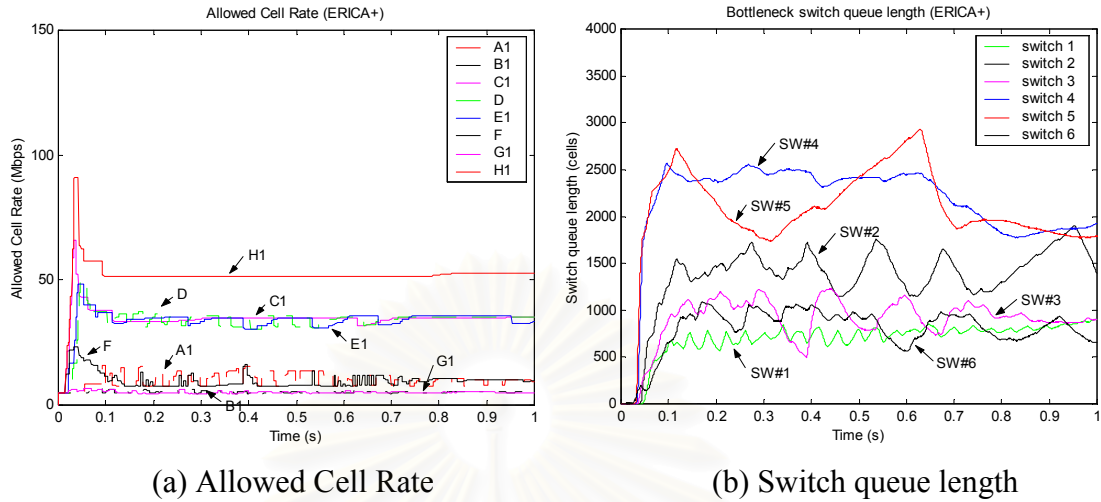 Allowed Cell Rate (ERICA+)
150
100
50
0
Allowed Cell Rate (Mbps)
A1
B1
C1
D
E1
F
G1
H1
H1
D
C1
E1
F
A1
G1
B1
0 0.1 0.2 0.3 0.4 0.5 0.6 0.7 0.8 0.9 1
Time (s)
(a) Allowed Cell Rate
Bottleneck switch queue length (ERICA+)
4000
3500
3000
2500
2000
1500
1000
500
0
Switch queue length (cells)
switch 1
switch 2
switch 3
switch 4
switch 5
switch 6
SW#4
SW#5
SW#2
SW#3
SW#1
SW#6
0 0.1 0.2 0.3 0.4 0.5 0.6 0.7 0.8 0.9 1
Time (s)
(b) Switch queue length